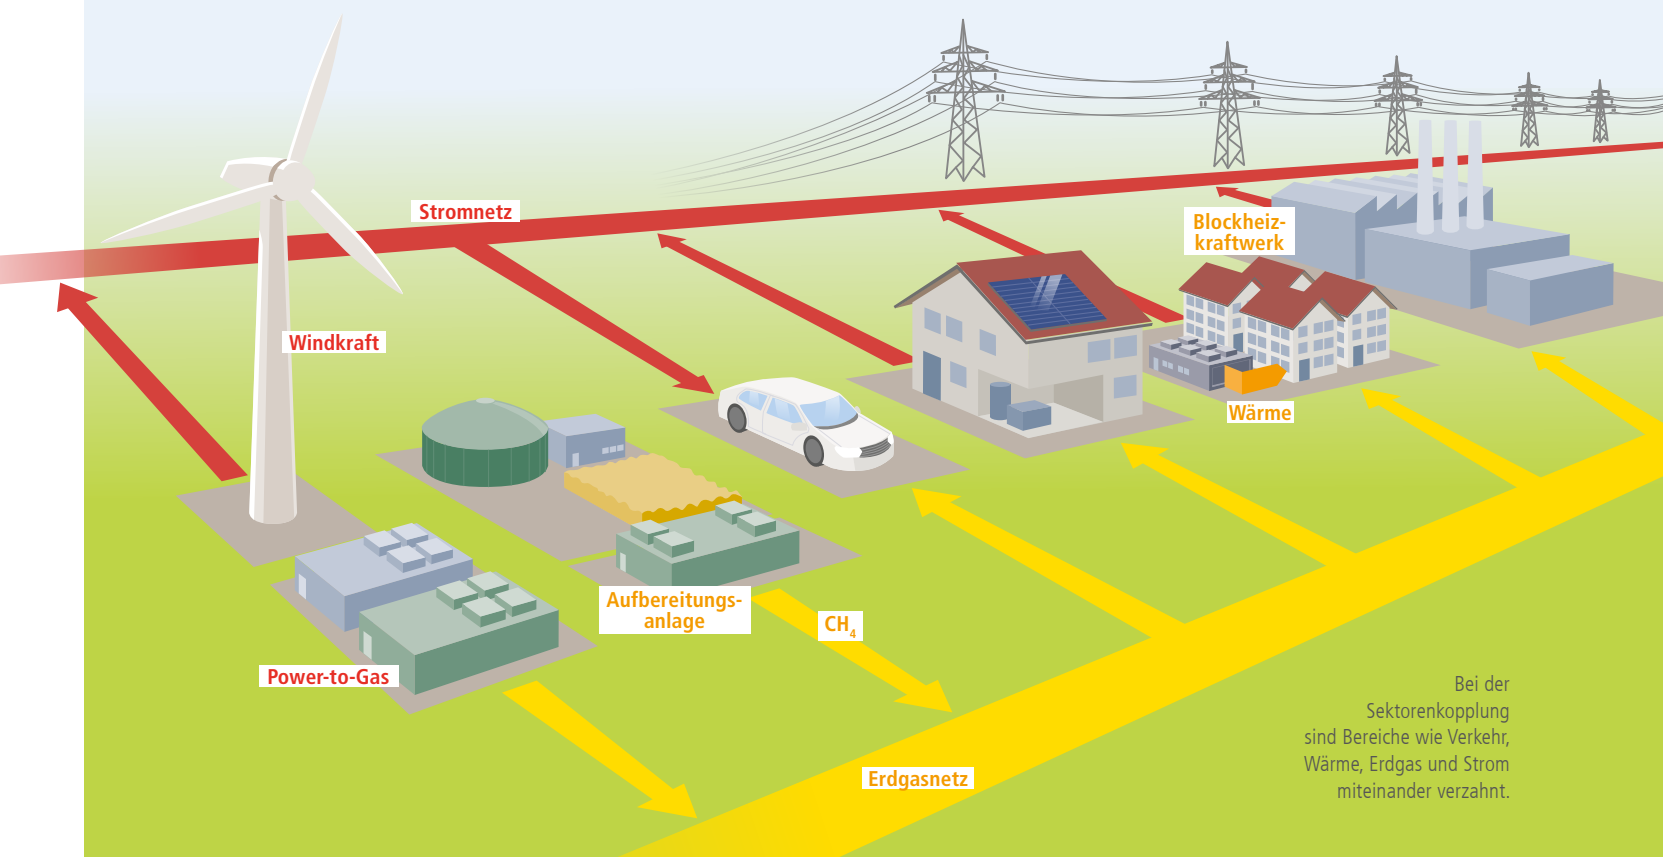 Stromnetz
Blockheiz-
kraftwerk
Windkraft
Wärme
Aufbereitungs-
anlage
CH₄
Power-to-Gas
Erdgasnetz
Bei der
Sektorenkopplung
sind Bereiche wie Verkehr,
Wärme, Erdgas und Strom
miteinander verzahnt.